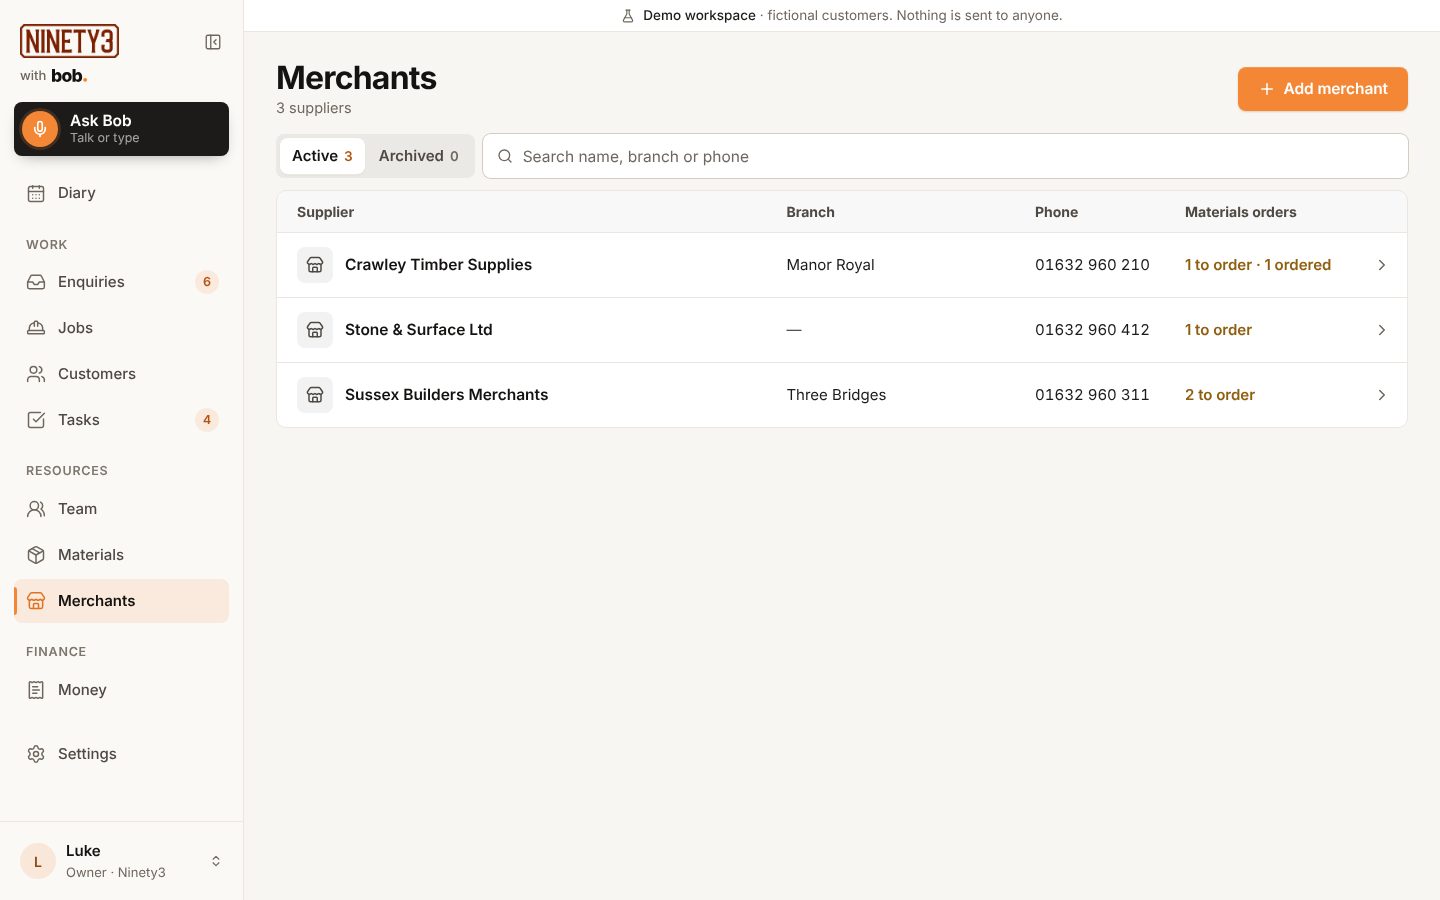 Demo workspace · fictional customers. Nothing is sent to anyone.
NINETY3
with bob.
Ask Bob
Talk or type
Diary
WORK
Enquiries 6
Jobs
Customers
Tasks 4
RESOURCES
Team
Materials
Merchants
FINANCE
Money
Settings
L
Luke
Owner · Ninety3
Merchants
3 suppliers
Add merchant
Active 3 Archived 0
Search name, branch or phone
Supplier Branch Phone Materials orders
Crawley Timber Supplies Manor Royal 01632 960 210 1 to order · 1 ordered
Stone & Surface Ltd — 01632 960 412 1 to order
Sussex Builders Merchants Three Bridges 01632 960 311 2 to order